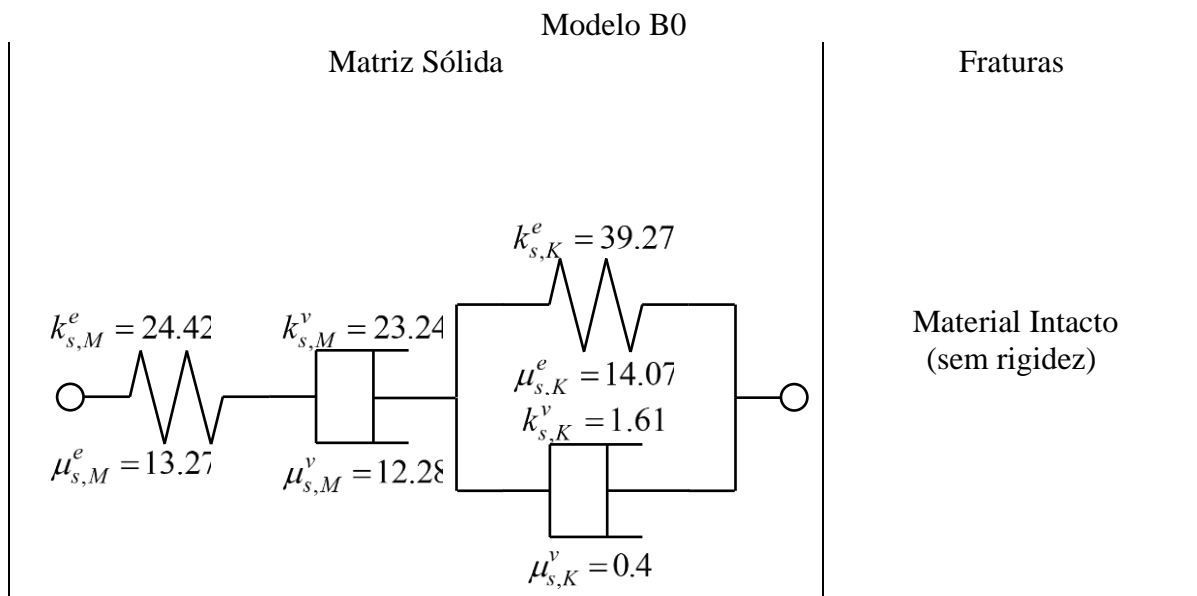 Modelo B0
Matriz Sólida
Fraturas
k^e_{s,K} = 39.27
k^e_{s,M} = 24.42
k^v_{s,M} = 23.24
μ^e_{s,K} = 14.07
k^v_{s,K} = 1.61
μ^e_{s,M} = 13.27
μ^v_{s,M} = 12.28
μ^v_{s,K} = 0.4
Material Intacto
(sem rigidez)